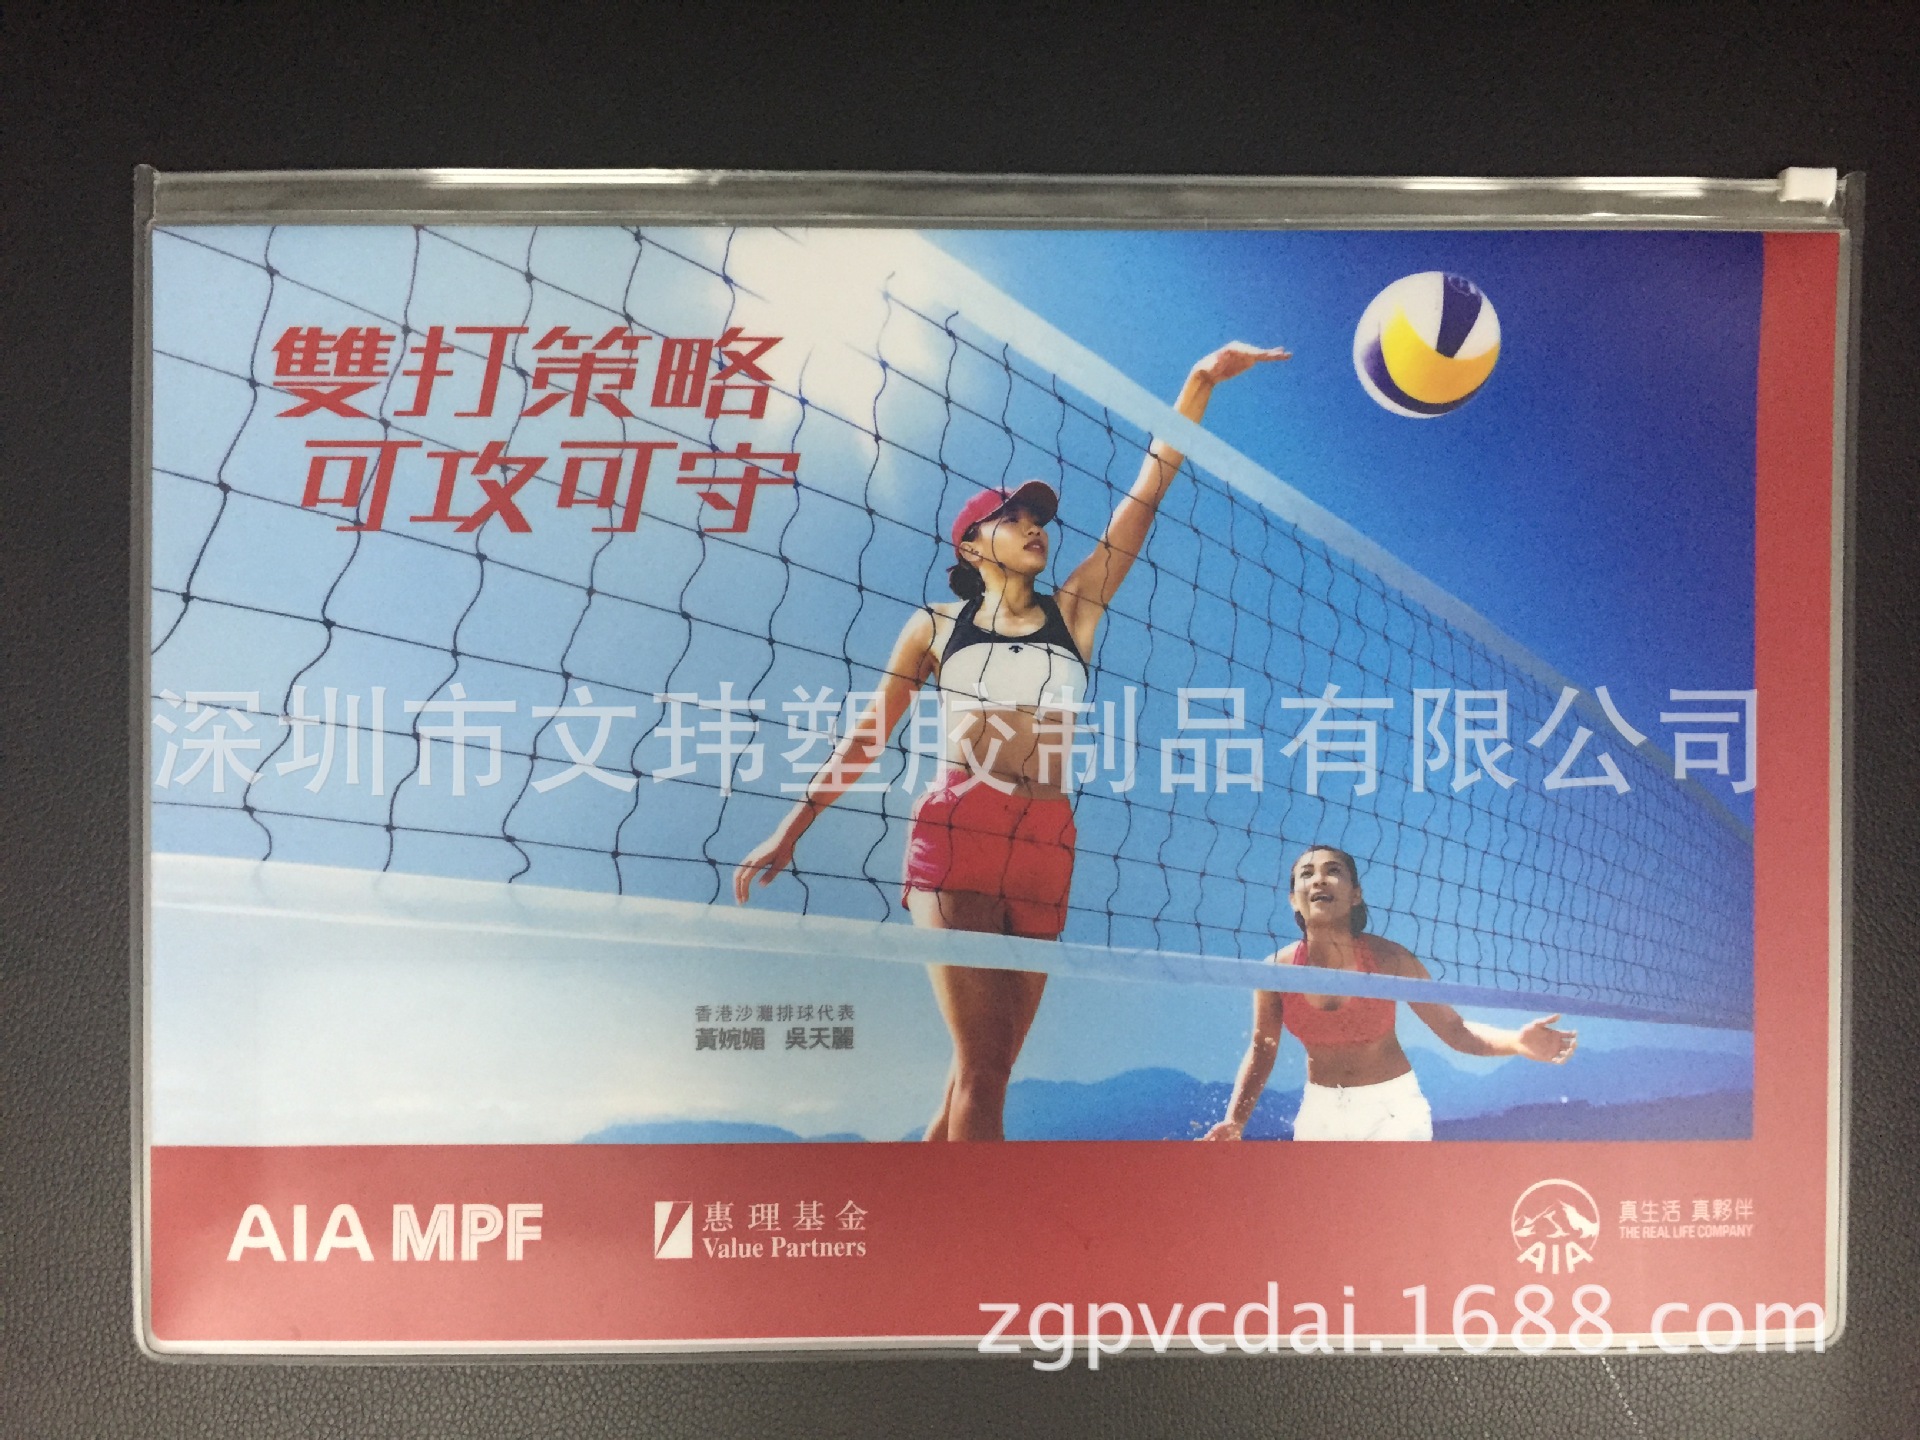 雙打策略
可攻可守
深圳市文玮塑胶制品有限公司
香港沙灘排球代表
黃婉媚 吳天麗
AIA MPF
惠理基金
Value Partners
真生活 真夥伴
THE REAL LIFE COMPANY
AIA
zgpvcdai.1688.com